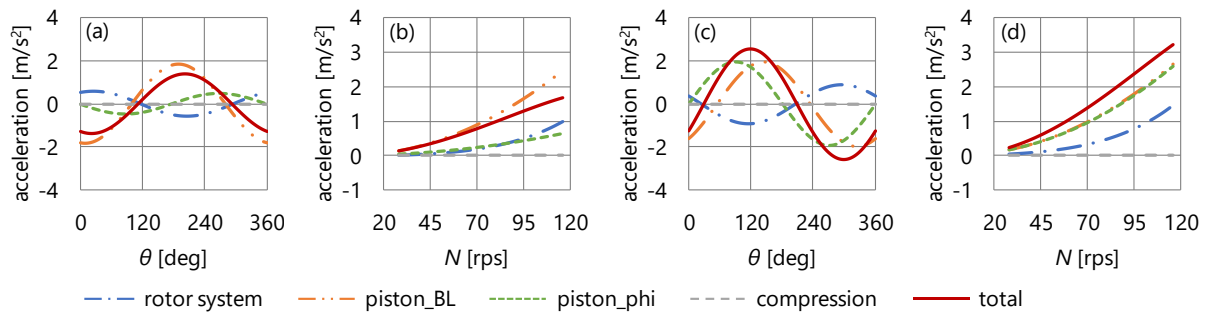 (a) (b) (c) (d)
acceleration [m/s²] acceleration [m/s²] acceleration [m/s²] acceleration [m/s²]
4 4 4 4
2 3 2 3
2 2
0 1 0 1
-2 0 -2 0
-4 -1 -4 -1
0 120 240 360 20 45 70 95 120 0 120 240 360 20 45 70 95 120
θ [deg] N [rps] θ [deg] N [rps]
rotor system piston_BL piston_phi compression total